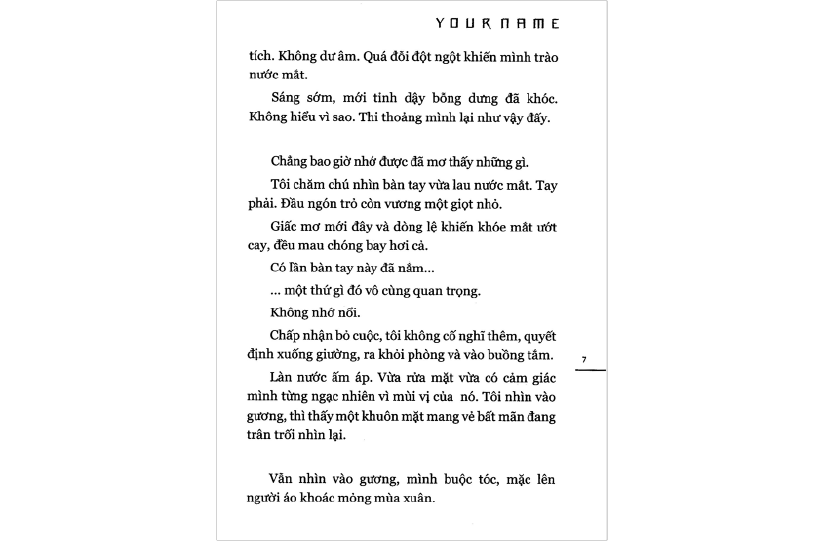 YOUR NAME
tích. Không dư âm. Quá đỗi đột ngột khiến mình trào
nước mắt.
Sáng sớm, mới tỉnh dậy bỗng dưng đã khóc.
Không hiểu vì sao. Thi thoảng mình lại như vậy đấy.
Chẳng bao giờ nhớ được đã mơ thấy những gì.
Tôi chăm chú nhìn bàn tay vừa lau nước mắt. Tay
phải. Đầu ngón trỏ còn vương một giọt nhỏ.
Giấc mơ mới đây và dòng lệ khiến khóe mắt ướt
cay, đều mau chóng bay hơi cả.
Có lần bàn tay này đã nắm...
... một thứ gì đó vô cùng quan trọng.
Không nhớ nổi.
Chấp nhận bỏ cuộc, tôi không cố nghĩ thêm, quyết
định xuống giường, ra khỏi phòng và vào buồng tắm.
7
Làn nước ấm áp. Vừa rửa mặt vừa có cảm giác
mình từng ngạc nhiên vì mùi vị của nó. Tôi nhìn vào
gương, thì thấy một khuôn mặt mang vẻ bất mãn đang
trân trối nhìn lại.
Vẫn nhìn vào gương, mình buộc tóc, mặc lên
người áo khoác mỏng mùa xuân.